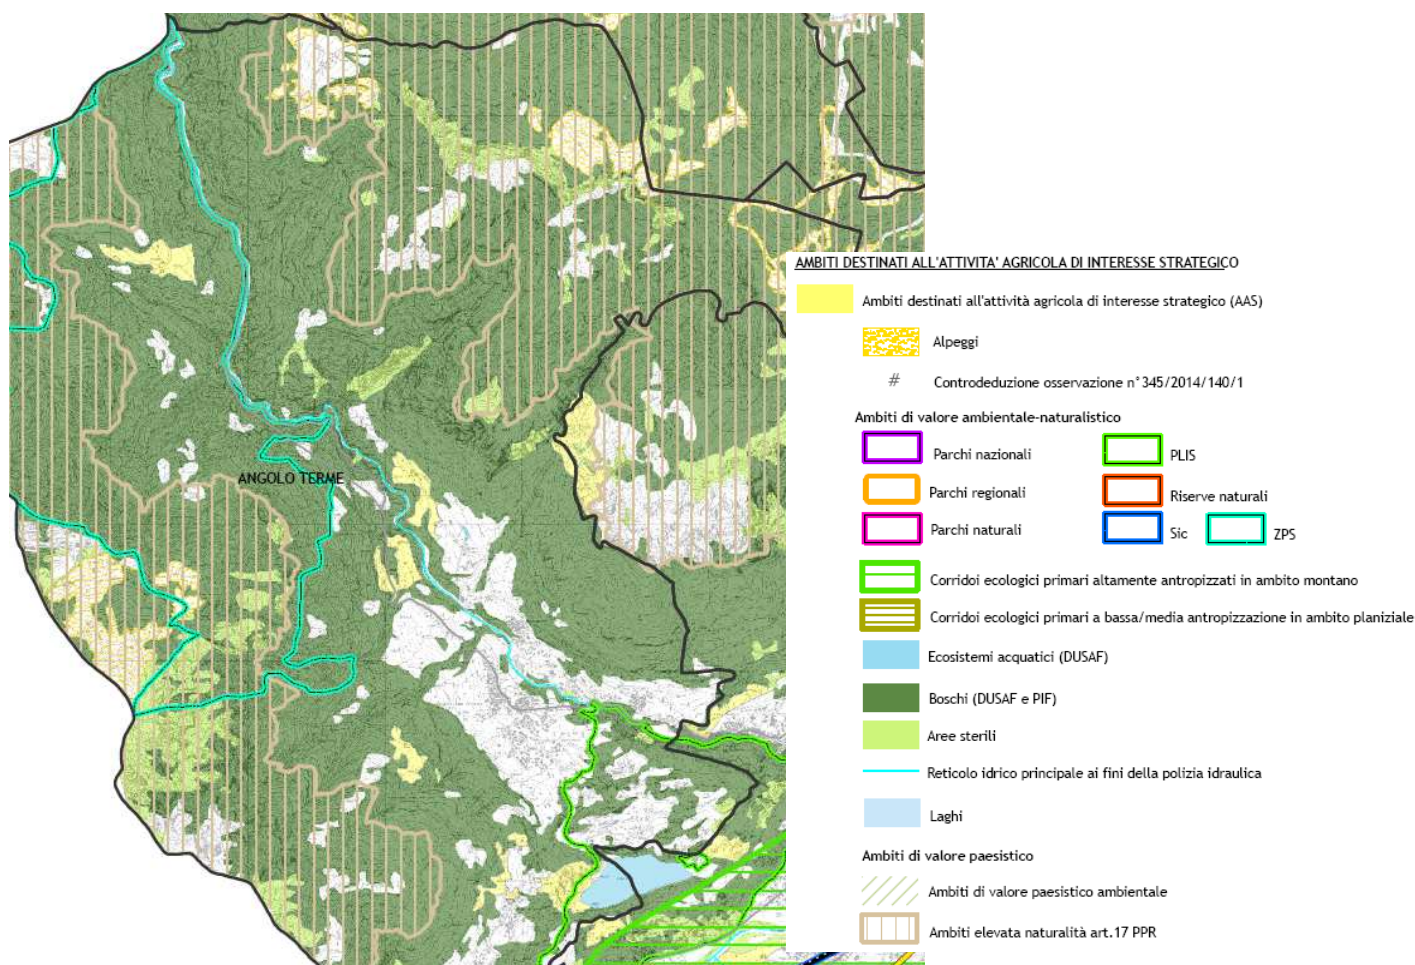 AMBITI DESTINATI ALL'ATTIVITA' AGRICOLA DI INTERESSE STRATEGICO
Ambiti destinati all'attività agricola di interesse strategico (AAS)
Alpeggi
# Controdeduzione osservazione n°345/2014/140/1
Ambiti di valore ambientale-naturalistico
Parchi nazionali PLIS
Parchi regionali Riserve naturali
Parchi naturali Sic ZPS
Corridoi ecologici primari altamente antropizzati in ambito montano
Corridoi ecologici primari a bassa/media antropizzazione in ambito planiziale
Ecosistemi acquatici (DUSAF)
Boschi (DUSAF e PIF)
Aree sterili
Reticolo idrico principale ai fini della polizia idraulica
Laghi
Ambiti di valore paesistico
Ambiti di valore paesistico ambientale
Ambiti elevata naturalità art.17 PPR
ANGOLO TERME